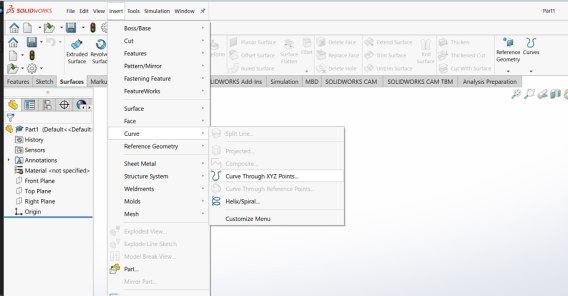 SOLIDWORKS File Edit View Insert Tools Simulation Window Part1
Extruded Boss/Base
Revolved
Planar Surface
Offset Surface
Surface Flatten
Delete Face
Replace Face
Delete Hole
Extend Surface
Trim Surface
Untrim Surface
Knit Surface
Thicken
Thickened Cut
Cut With Surface
Reference Geometry
Curves
Features Sketch Surfaces Marku
LIDWORKS Add-Ins Simulation MBD SOLIDWORKS CAM SOLIDWORKS CAM TBM Analysis Preparation
Part1 (Default<<Default:
History
Sensors
Annotations
Material <not specified>
Front Plane
Top Plane
Right Plane
Origin
Boss/Base
Cut
Features
Pattern/Mirror
Fastening Feature
FeatureWorks
Surface
Face
Curve
Reference Geometry
Sheet Metal
Structure System
Weldments
Molds
Mesh
Exploded View...
Explode Line Sketch
Model Break View...
Part...
Mirror Part...
Split Line...
Projected...
Composite...
Curve Through XYZ Points...
Curve Through Reference Points...
Helix/Spiral...
Customize Menu